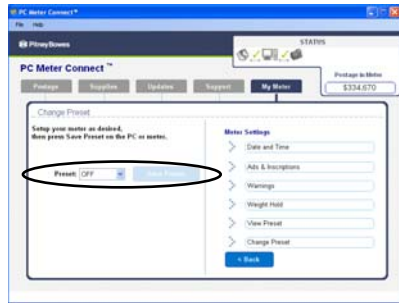 PC Meter Connect™
File Help
Pitney Bowes
STATUS
PC Meter Connect™
Postage in Meter
$334.670
Postage Supplies Updates Support My Meter
Change Preset
Setup your meter as desired,
then press Save Preset on the PC or meter.
Preset: OFF Save Preset
Meter Settings
Date and Time
Ads & Inscriptions
Warnings
Weight Hold
View Preset
Change Preset
< Back